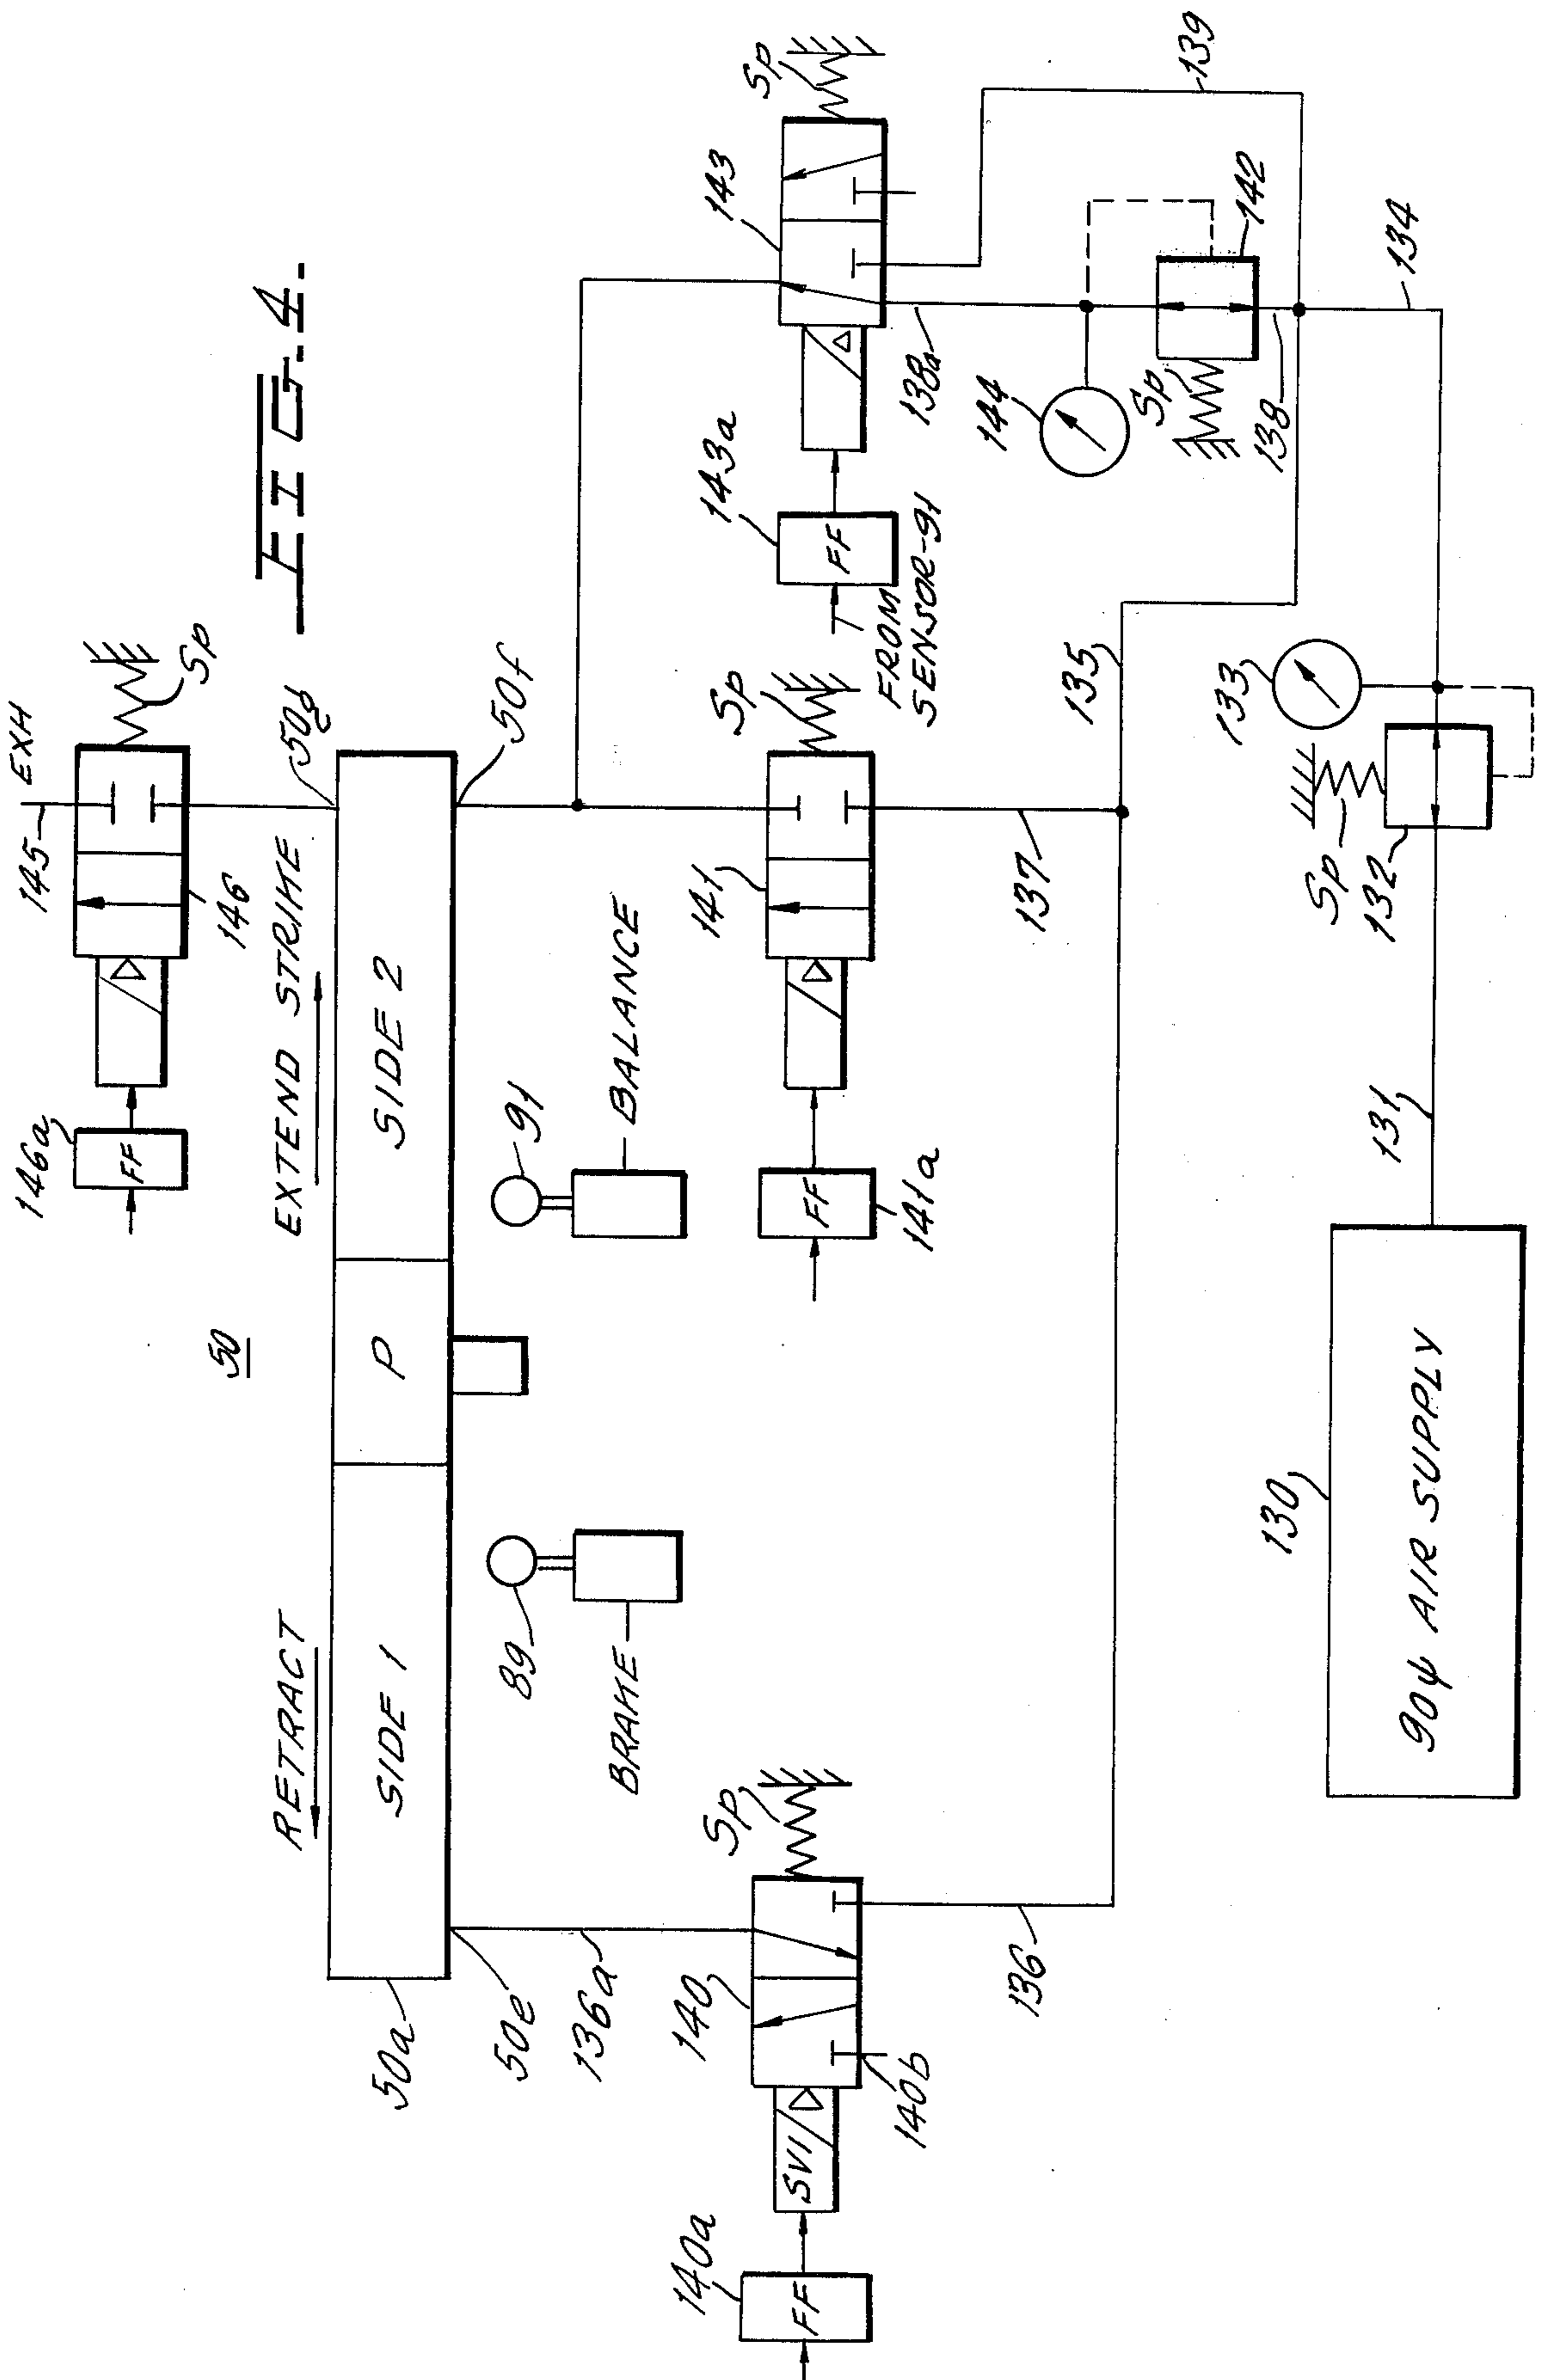 FIG. 4.
145
EXH
146a
FF
146
Sp
50g
50
RETRACT
EXTEND STRIKE
50a
SIDE 1
P
SIDE 2
50e
50f
89
BRAKE
91
BALANCE
136a
140a
FF
SV1
140
140b
Sp
136
141a
FF
141
Sp
137
135
143a
FF
FROM
SENSOR-91
143
Sp
138a
139
144
Sp
142
138
134
133
Sp
132
131
130
90ψ AIR SUPPLY